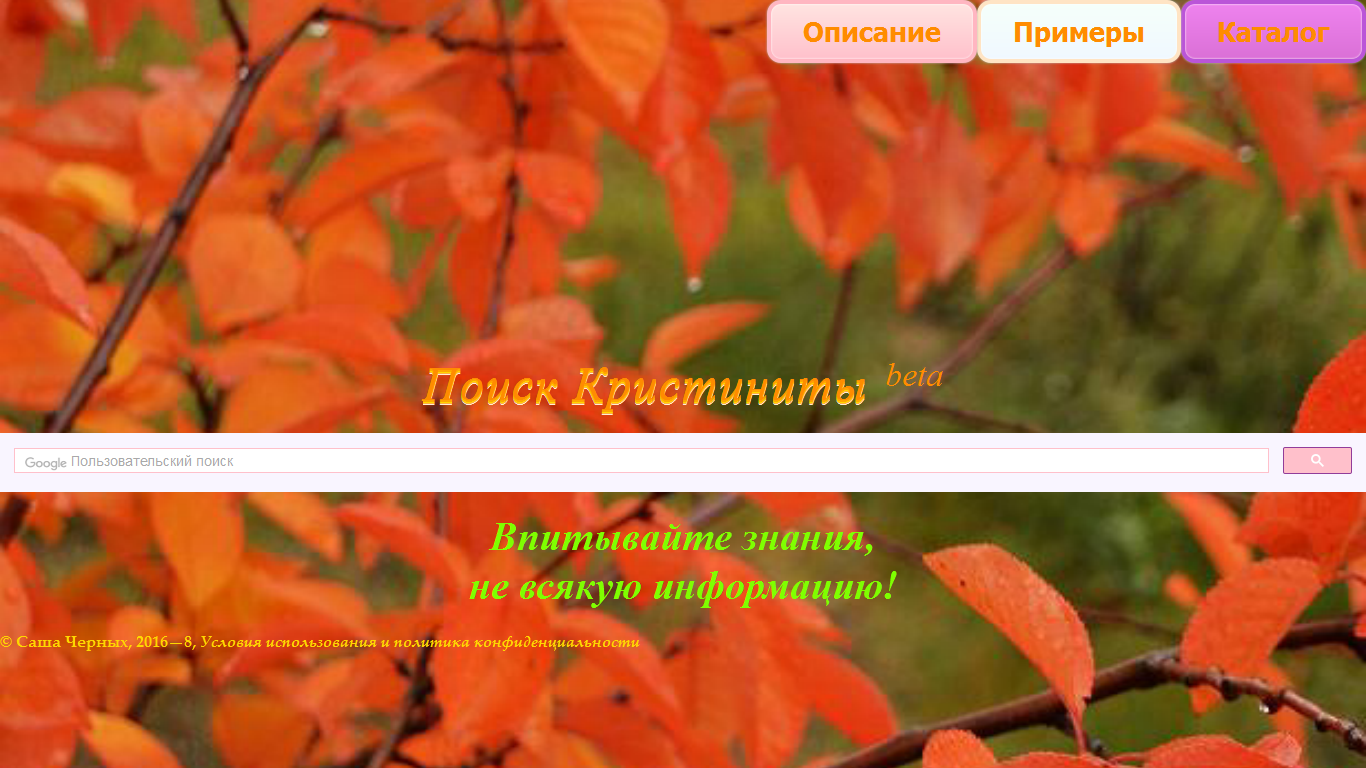 Описание
Примеры
Каталог
Поиск Кристиниты beta
Google Пользовательский поиск
Впитывайте знания,
не всякую информацию!
© Саша Черных, 2016—8, Условия использования и политика конфиденциальности